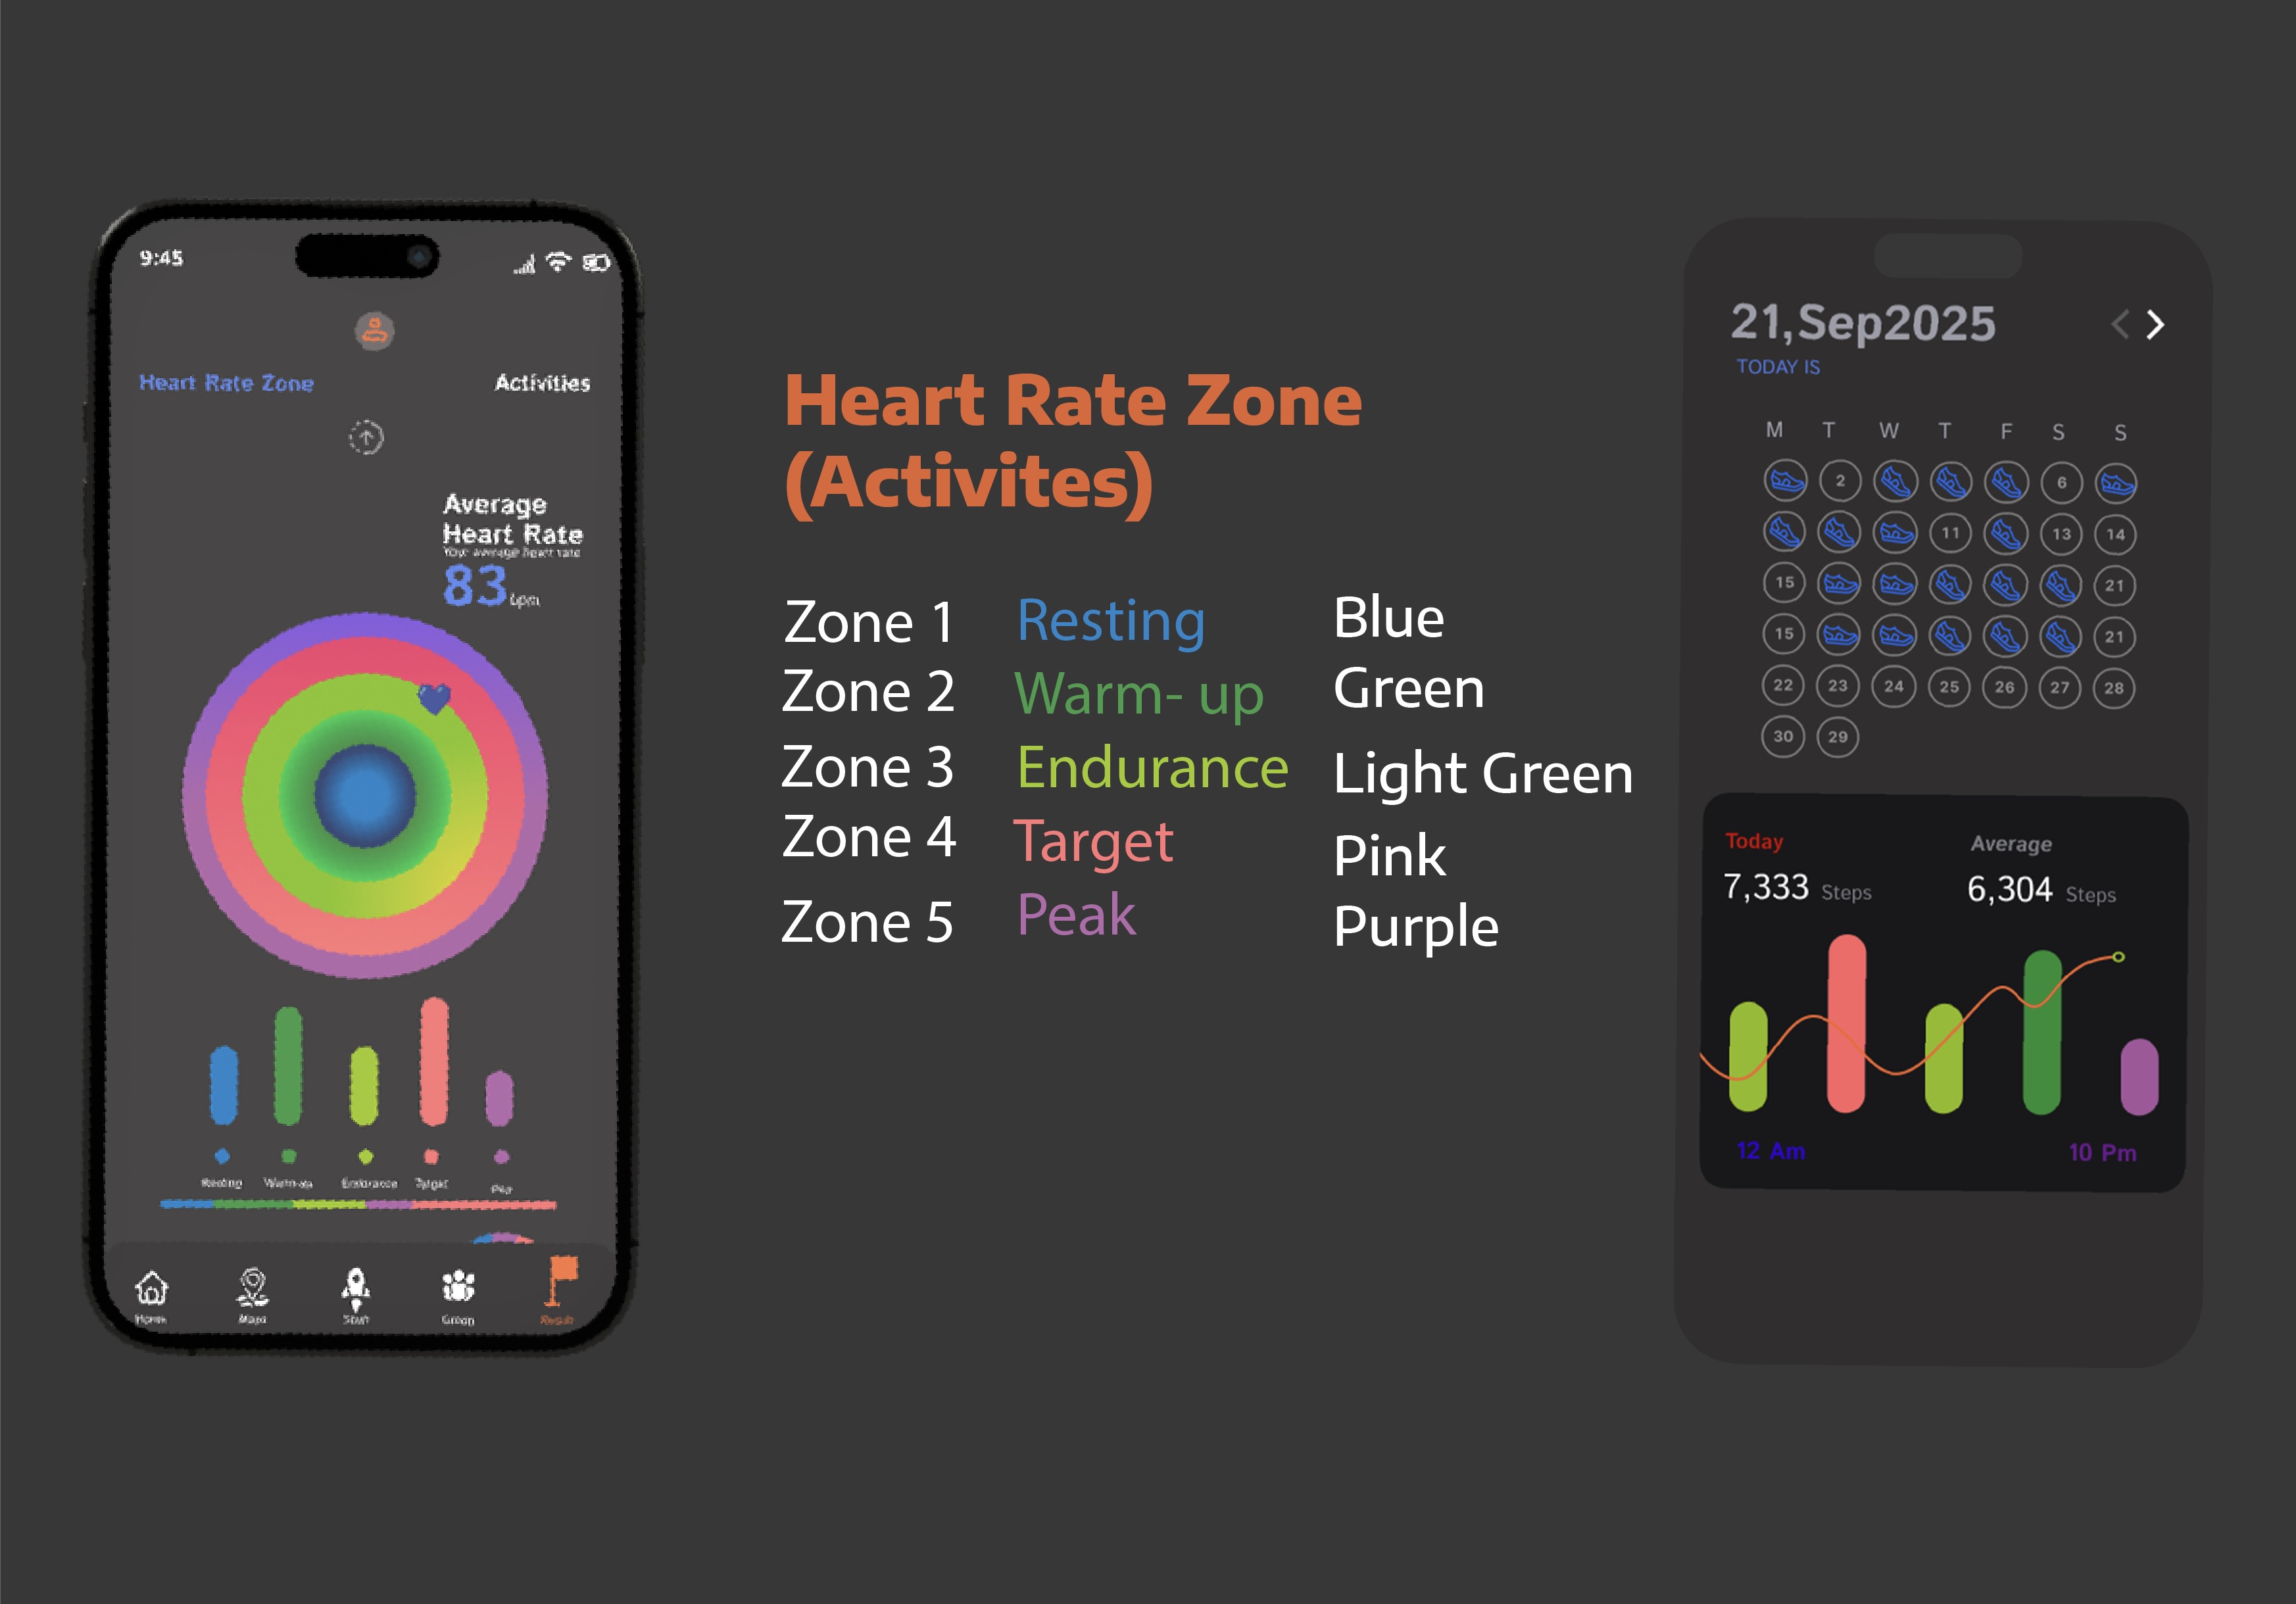 9:45
Heart Rate Zone
Activities
Average
Heart Rate
Your average heart rate
83 bpm
Resting Warm-up Endurance Target
Home Maps Start Group Result
Heart Rate Zone
(Activites)
Zone 1 Resting Blue
Zone 2 Warm- up Green
Zone 3 Endurance Light Green
Zone 4 Target Pink
Zone 5 Peak Purple
21,Sep2025
TODAY IS
M T W T F S S
2 6
11 13 14
15 21
15 21
22 23 24 25 26 27 28
30 29
Today Average
7,333 Steps 6,304 Steps
12 Am 10 Pm